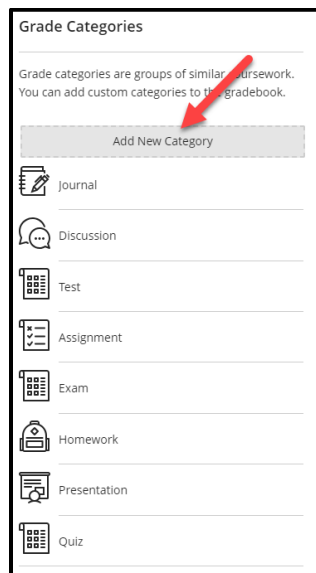 Grade Categories
Grade categories are groups of similar coursework.
You can add custom categories to the gradebook.
Add New Category
Journal
Discussion
Test
Assignment
Exam
Homework
Presentation
Quiz